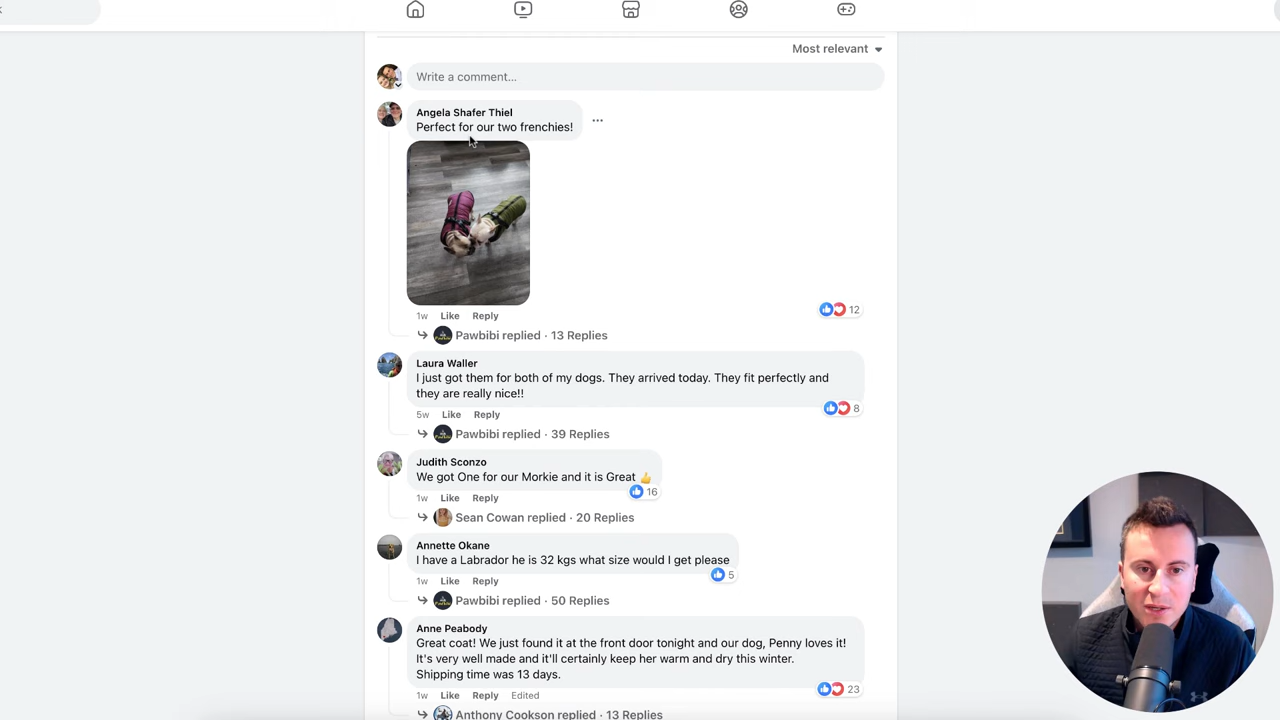 Most relevant
Write a comment...
Angela Shafer Thiel
Perfect for our two frenchies!
1w Like Reply
12
Pawbibi replied · 13 Replies
Laura Waller
I just got them for both of my dogs. They arrived today. They fit perfectly and
they are really nice!!
8
5w Like Reply
Pawbibi replied · 39 Replies
Judith Sconzo
We got One for our Morkie and it is Great 👍
16
1w Like Reply
Sean Cowan replied · 20 Replies
Annette Okane
I have a Labrador he is 32 kgs what size would I get please
5
1w Like Reply
Pawbibi replied · 50 Replies
Anne Peabody
Great coat! We just found it at the front door tonight and our dog, Penny loves it!
It's very well made and it'll certainly keep her warm and dry this winter.
Shipping time was 13 days.
23
1w Like Reply Edited
Anthony Cookson replied · 13 Replies